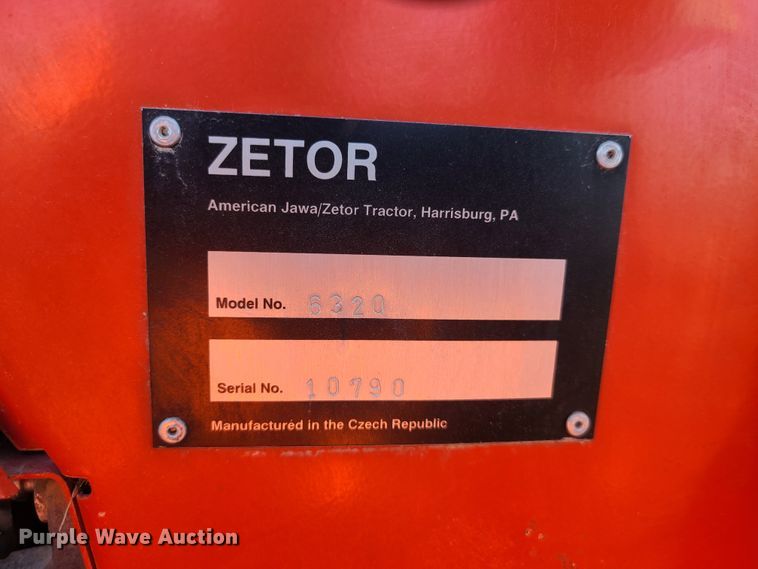 ZETOR
American Jawa/Zetor Tractor, Harrisburg, PA
Model No. 6320
Serial No. 10790
Manufactured in the Czech Republic
Purple Wave Auction